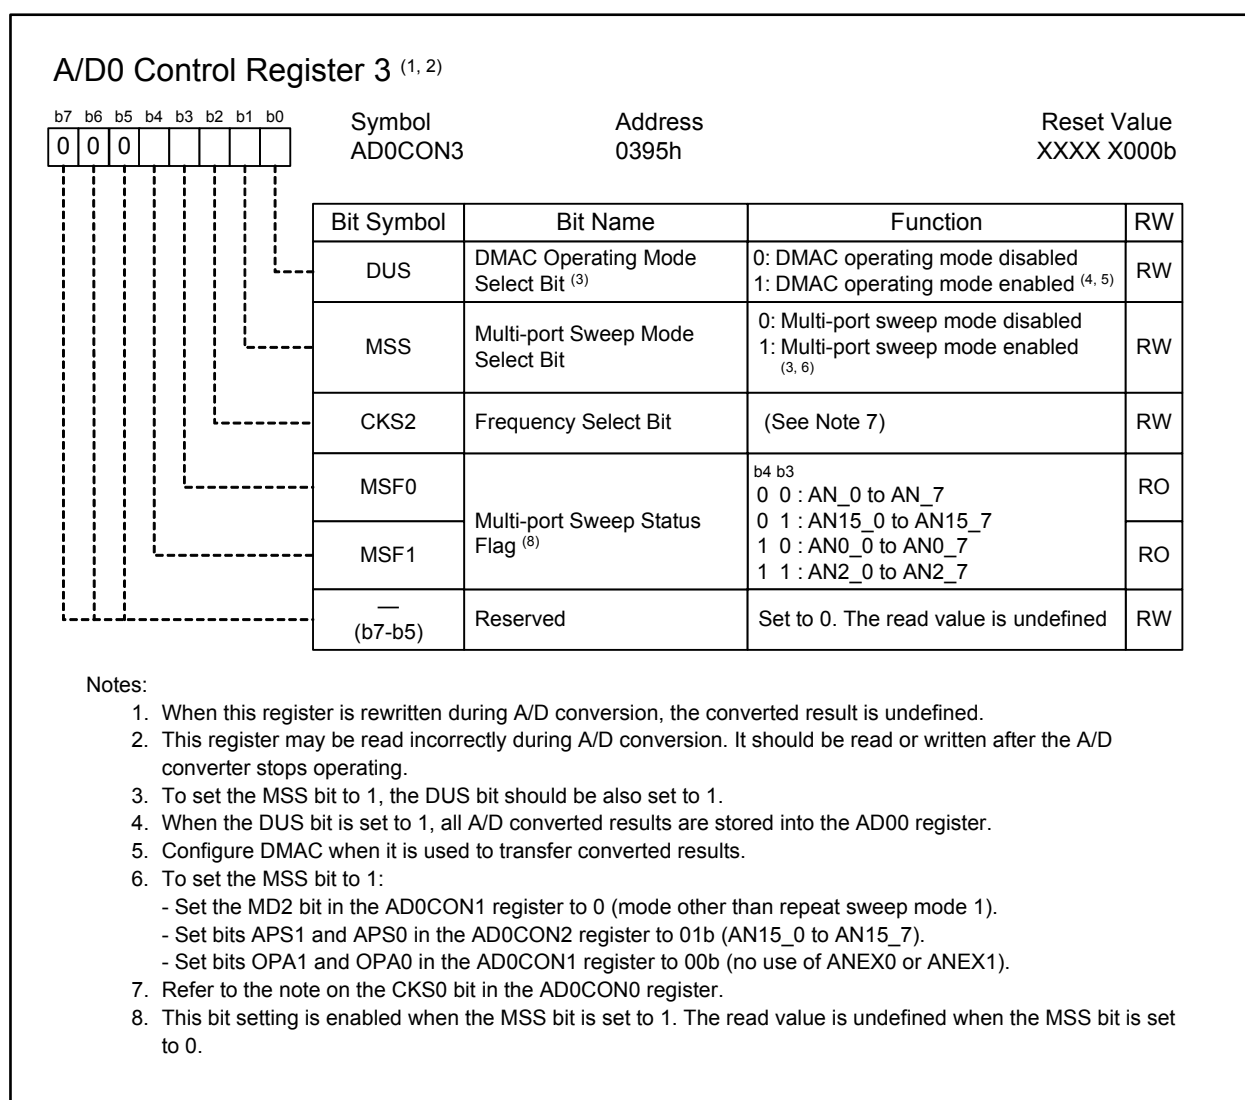 A/D0 Control Register 3 (1, 2)
b7 b6 b5 b4 b3 b2 b1 b0
0 0 0
Symbol Address Reset Value
AD0CON3 0395h XXXX X000b
Bit Symbol Bit Name Function RW
DUS DMAC Operating Mode Select Bit (3) 0: DMAC operating mode disabled RW
1: DMAC operating mode enabled (4, 5)
MSS Multi-port Sweep Mode Select Bit 0: Multi-port sweep mode disabled RW
1: Multi-port sweep mode enabled
(3, 6)
CKS2 Frequency Select Bit (See Note 7) RW
MSF0 RO
MSF1 RO
Multi-port Sweep Status
Flag (8)
b4 b3
0 0 : AN_0 to AN_7
0 1 : AN15_0 to AN15_7
1 0 : AN0_0 to AN0_7
1 1 : AN2_0 to AN2_7
—
(b7-b5) Reserved Set to 0. The read value is undefined RW
Notes:
1. When this register is rewritten during A/D conversion, the converted result is undefined.
2. This register may be read incorrectly during A/D conversion. It should be read or written after the A/D
converter stops operating.
3. To set the MSS bit to 1, the DUS bit should be also set to 1.
4. When the DUS bit is set to 1, all A/D converted results are stored into the AD00 register.
5. Configure DMAC when it is used to transfer converted results.
6. To set the MSS bit to 1:
- Set the MD2 bit in the AD0CON1 register to 0 (mode other than repeat sweep mode 1).
- Set bits APS1 and APS0 in the AD0CON2 register to 01b (AN15_0 to AN15_7).
- Set bits OPA1 and OPA0 in the AD0CON1 register to 00b (no use of ANEX0 or ANEX1).
7. Refer to the note on the CKS0 bit in the AD0CON0 register.
8. This bit setting is enabled when the MSS bit is set to 1. The read value is undefined when the MSS bit is set
to 0.